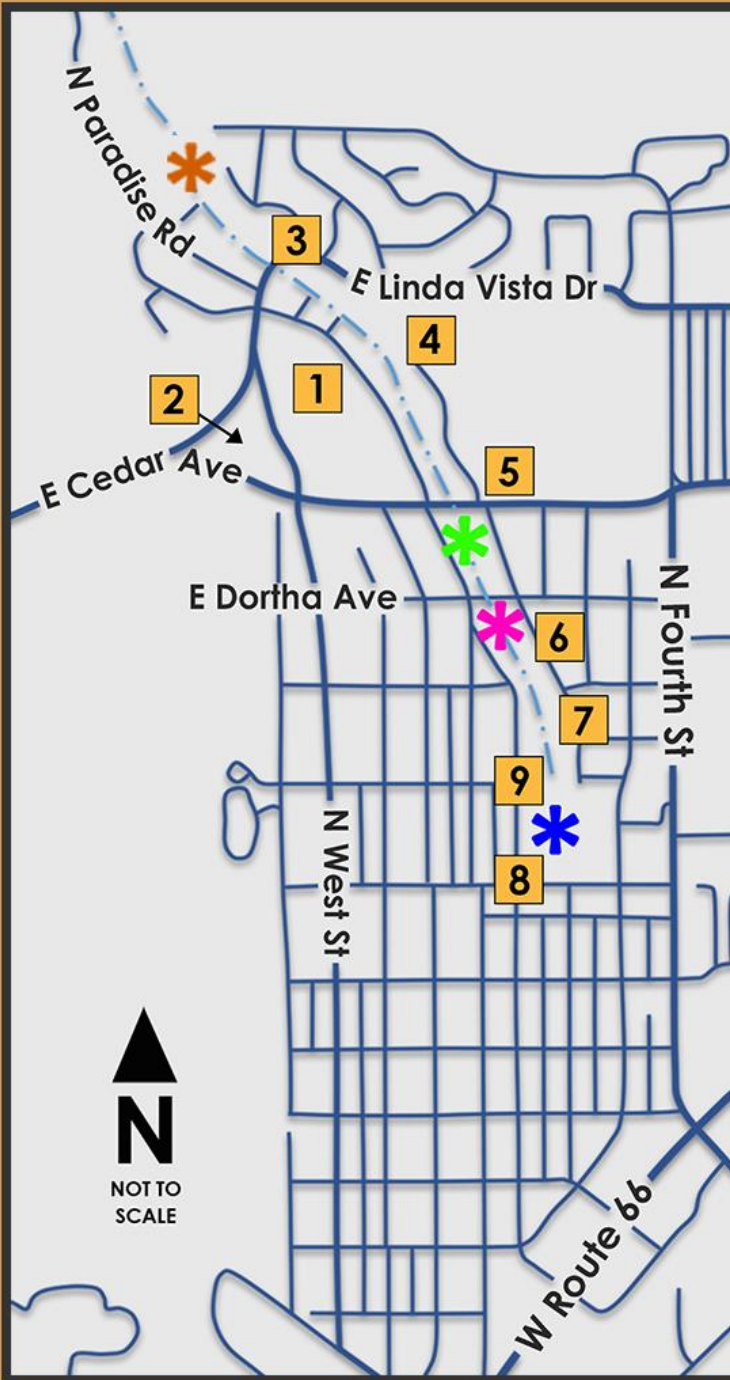 N Paradise Rd
3
E Linda Vista Dr
4
1
2
E Cedar Ave
5
E Dortha Ave
6
N Fourth St
7
9
8
N West St
N
NOT TO
SCALE
W Route 66